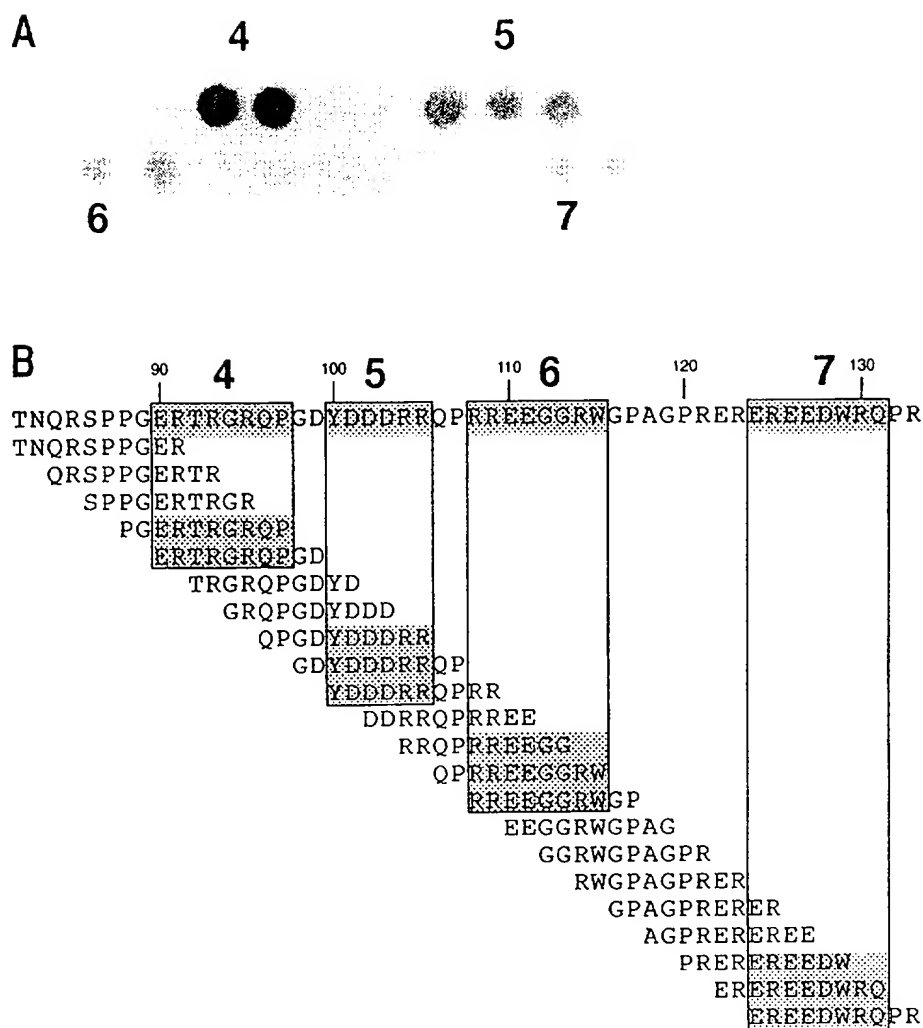 A
4
5
6
7
B
90
4
100
5
110
6
120
7
130
TNQRSPPGERTRGRQPGDYDDDRRQPRREEGGRWGPAGPREREREEDWRQPR
TNQRSPPGER
QRSPPGERTR
SPPGERTRGR
PGERTRGRQP
ERTRGRQPGD
TRGRQPGDYD
GRQPGDYDDD
QPGDYDDDRR
GDYDDDRRQP
YDDDRRQPRR
DDRRQPRREE
RRQPRREEGG
QPRREEGGRW
RREEGGRWGP
EEGGRWGPAG
GGRWGPAGPR
RWGPAGPRER
GPAGPRERER
AGPREREREE
PREREREEDW
EREREEDWRQ
EREEDWRQPR